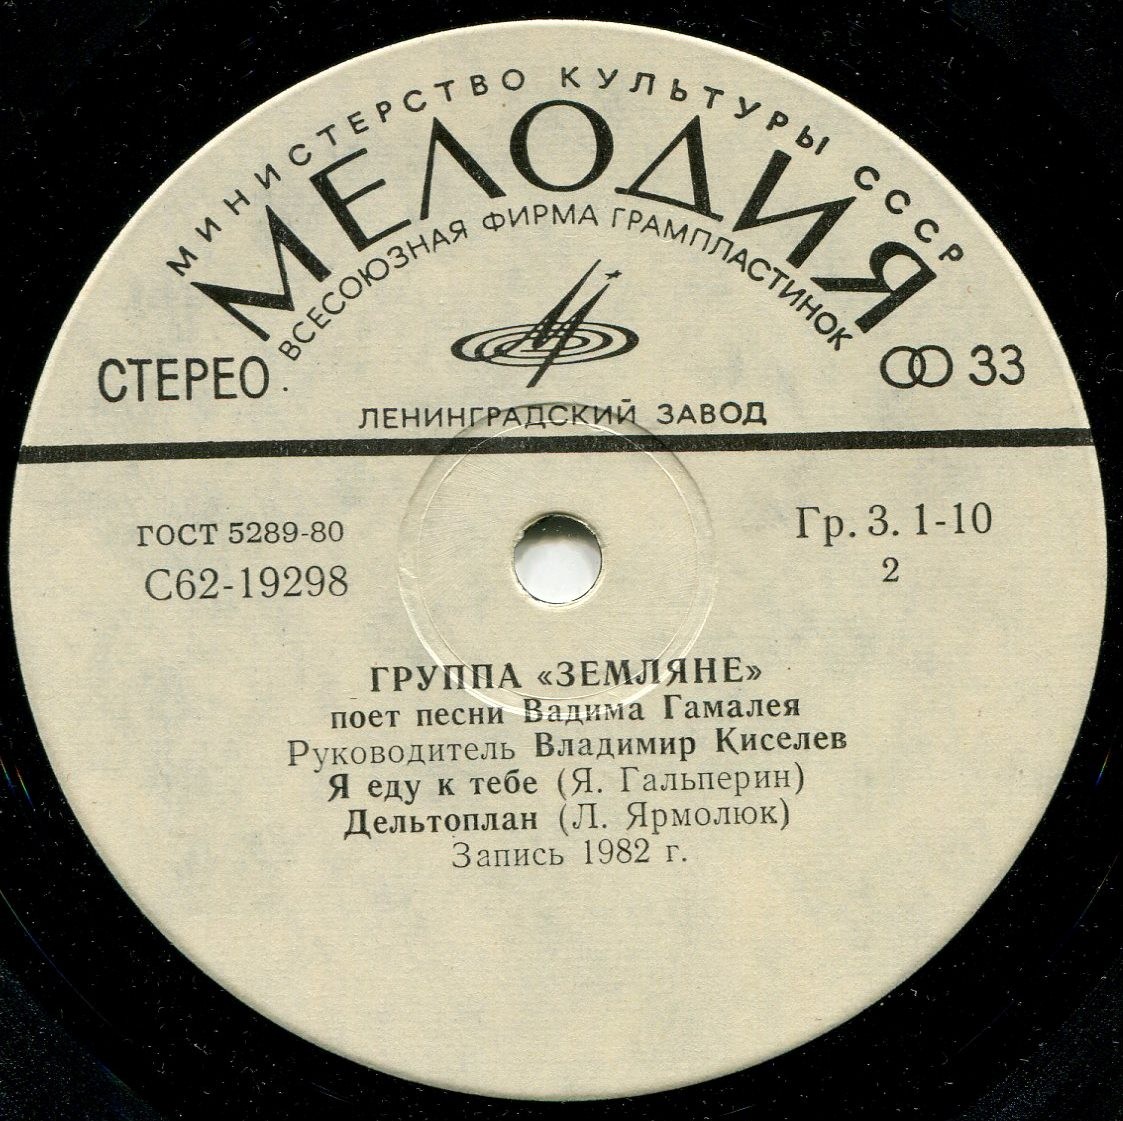 МИНИСТЕРСТВО КУЛЬТУРЫ СССР
МЕЛОДИЯ
ВСЕСОЮЗНАЯ ФИРМА ГРАМПЛАСТИНОК
СТЕРЕО
33
ЛЕНИНГРАДСКИЙ ЗАВОД
ГОСТ 5289-80
Гр. 3. 1-10
С62-19298
2
ГРУППА «ЗЕМЛЯНЕ»
поет песни Вадима Гамалея
Руководитель Владимир Киселев
Я еду к тебе (Я. Гальперин)
Дельтоплан (Л. Ярмолюк)
Запись 1982 г.